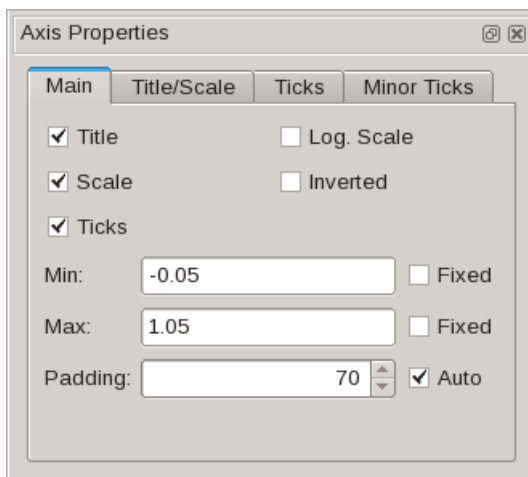 Axis Properties
Main Title/Scale Ticks Minor Ticks
Title Log. Scale
Scale Inverted
Ticks
Min: -0.05 Fixed
Max: 1.05 Fixed
Padding: 70 Auto